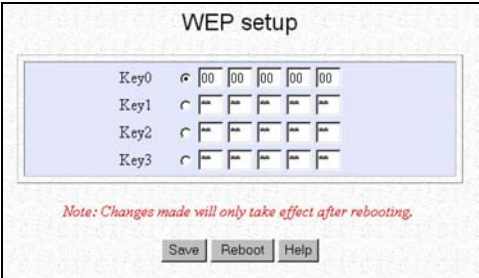 WEP setup
Key0 00 00 00 00 00
Key1 ** ** ** ** **
Key2 ** ** ** ** **
Key3 ** ** ** ** **
Note: Changes made will only take effect after rebooting.
Save Reboot Help